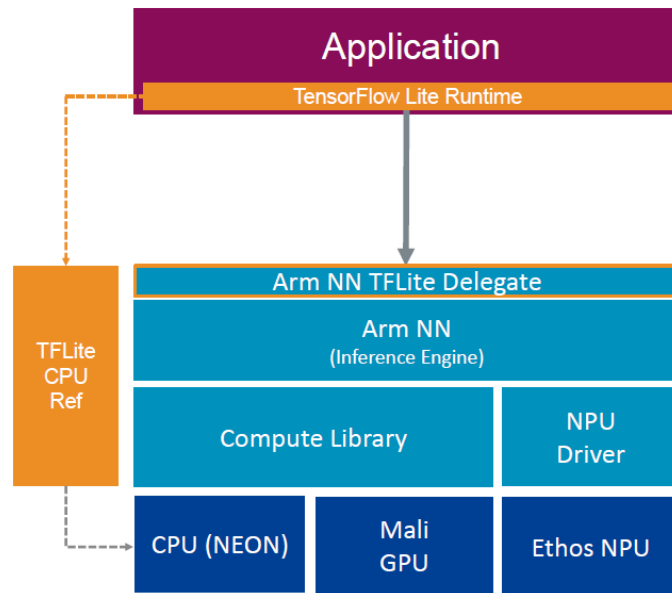 Application
TensorFlow Lite Runtime
Arm NN TFLite Delegate
Arm NN
(Inference Engine)
TFLite
CPU
Ref
Compute Library
NPU
Driver
CPU (NEON)
Mali
GPU
Ethos NPU